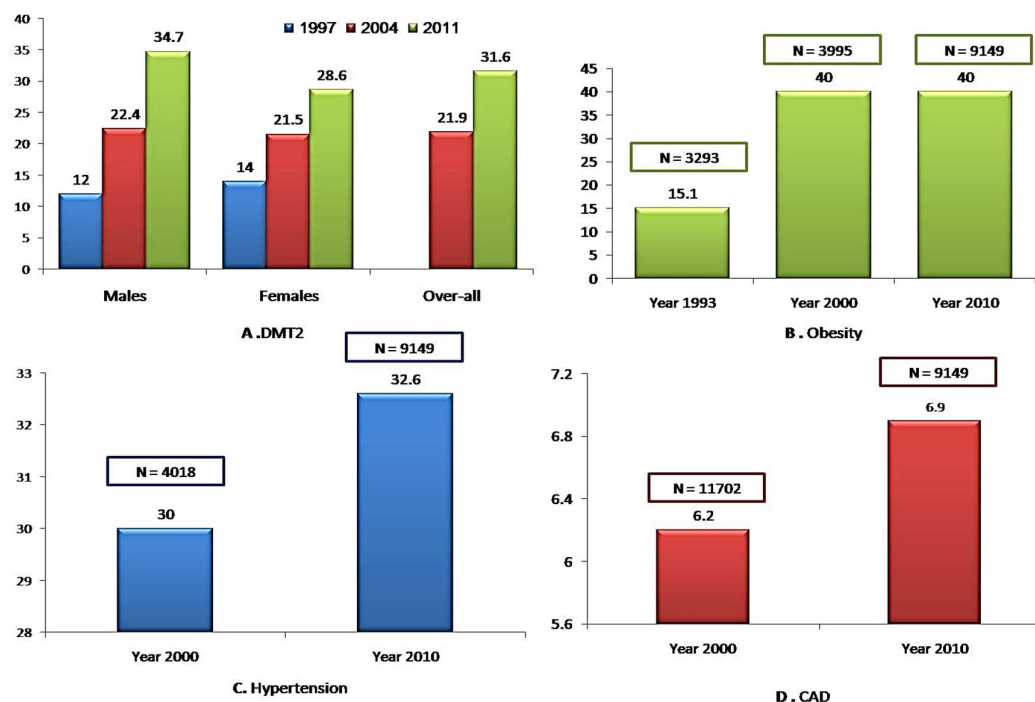 40
35
30
25
20
15
10
5
0
1997 2004 2011
12
22.4
34.7
14
21.5
28.6
21.9
31.6
Males Females Over-all
A .DMT2
45
40
35
30
25
20
15
10
5
0
N = 3293
15.1
N = 3995
40
N = 9149
40
Year 1993 Year 2000 Year 2010
B . Obesity
33
32
31
30
29
28
N = 4018
30
N = 9149
32.6
Year 2000 Year 2010
C. Hypertension
7.2
6.8
6.4
6
5.6
N = 11702
6.2
N = 9149
6.9
Year 2000 Year 2010
D . CAD